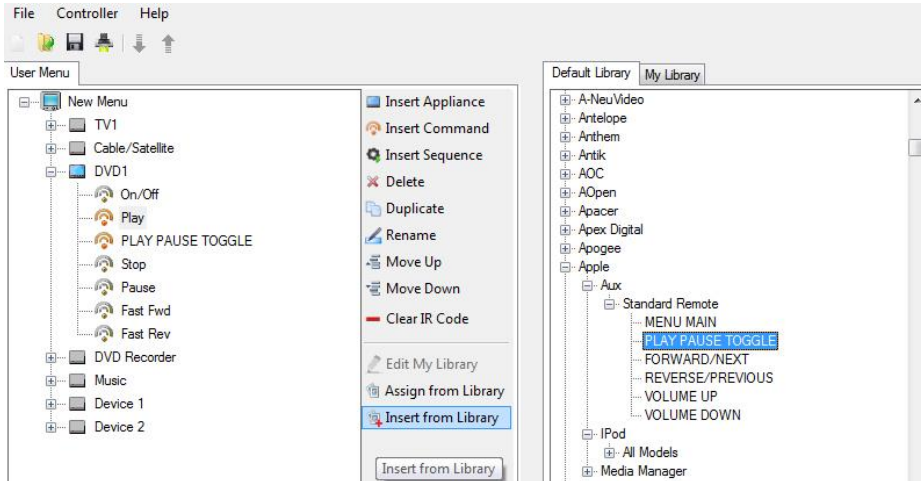 File Controller Help
User Menu
New Menu
TV1
Cable/Satellite
DVD1
On/Off
Play
PLAY PAUSE TOGGLE
Stop
Pause
Fast Fwd
Fast Rev
DVD Recorder
Music
Device 1
Device 2
Insert Appliance
Insert Command
Insert Sequence
Delete
Duplicate
Rename
Move Up
Move Down
Clear IR Code
Edit My Library
Assign from Library
Insert from Library
Insert from Library
Default Library My Library
A-NeuVideo
Antelope
Anthem
Antik
AOC
AOpen
Apacer
Apex Digital
Apogee
Apple
Aux
Standard Remote
MENU MAIN
PLAY PAUSE TOGGLE
FORWARD/NEXT
REVERSE/PREVIOUS
VOLUME UP
VOLUME DOWN
IPod
All Models
Media Manager